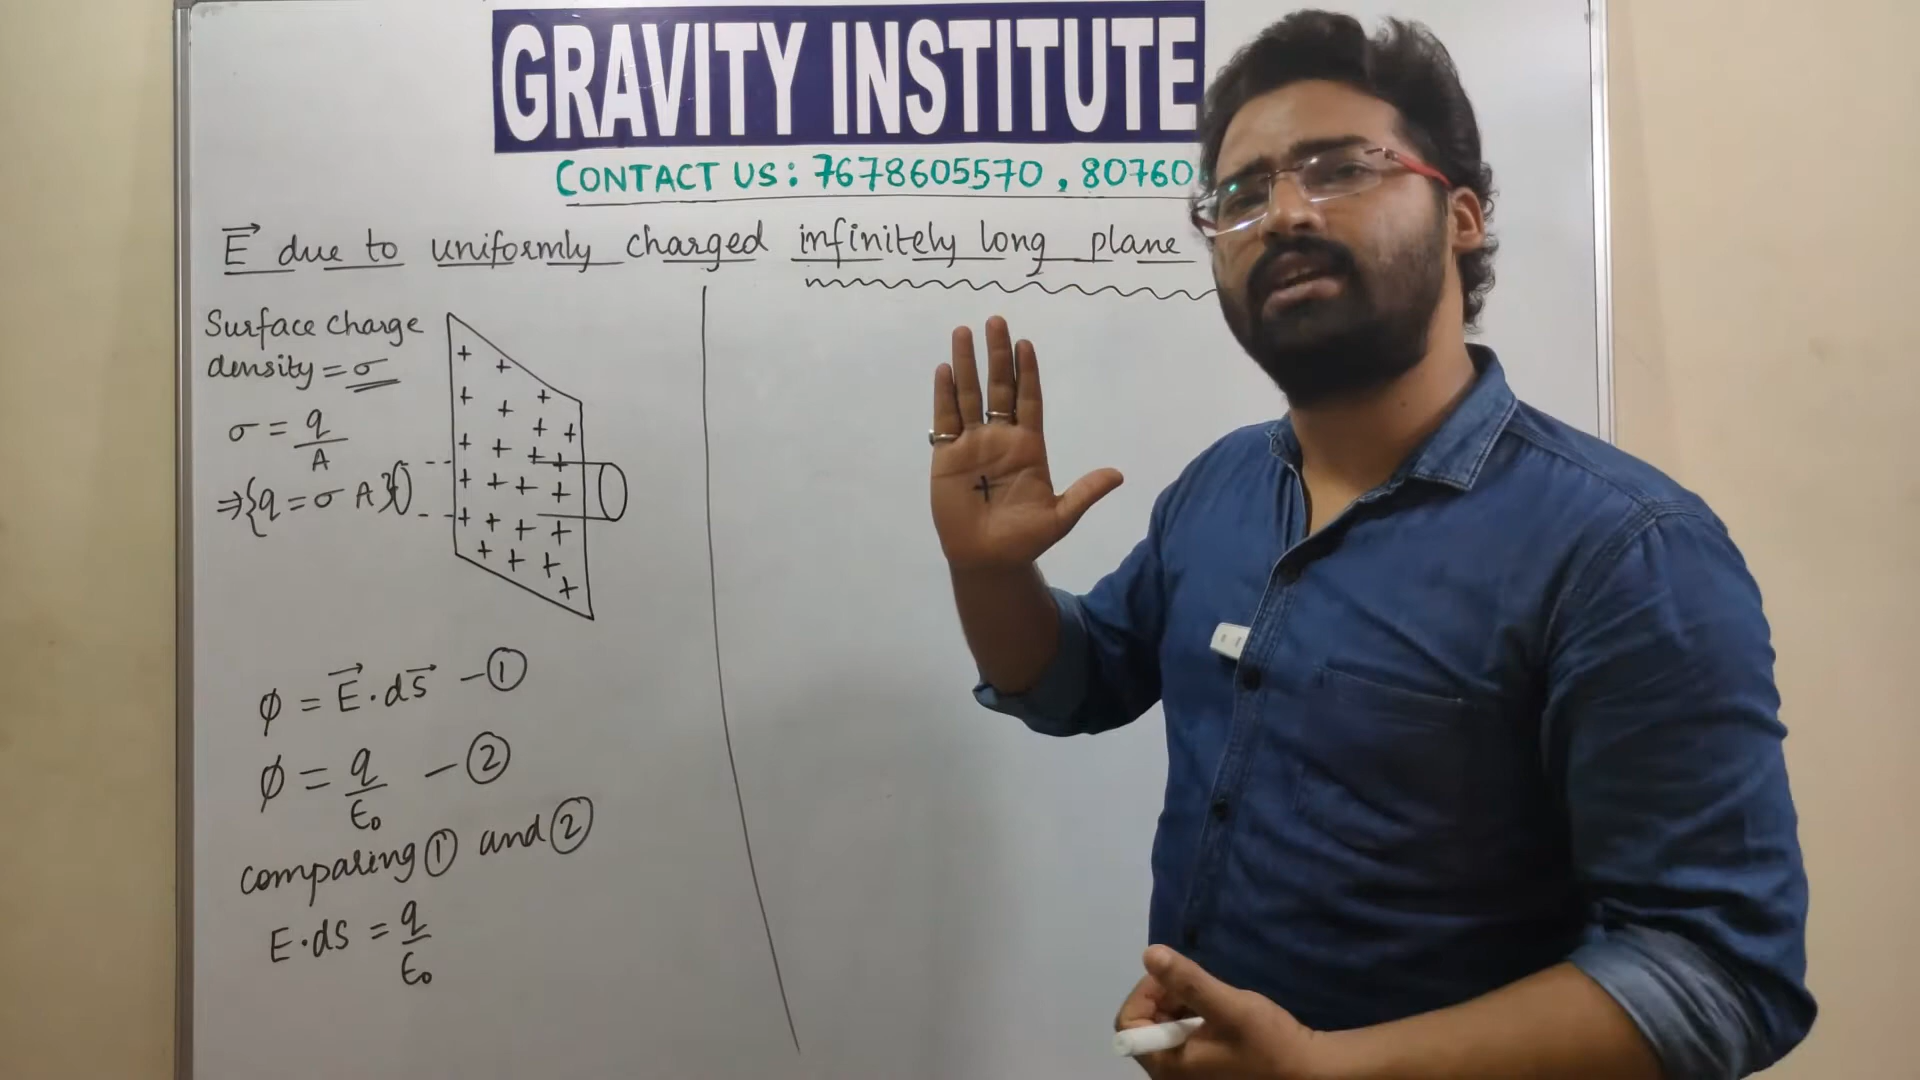 GRAVITY INSTITUTE
CONTACT US : 7678605570 , 80760
E⃗ due to uniformly charged infinitely long plane
Surface charge
density = σ
σ = q/A
⇒ {q = σ A}
+ + + + + + + + + + + + + + + + + + + + + + + + +
+
ϕ = E⃗ . dS⃗ – ①
ϕ = q/ε₀ – ②
comparing ① and ②
E . dS = q/ε₀